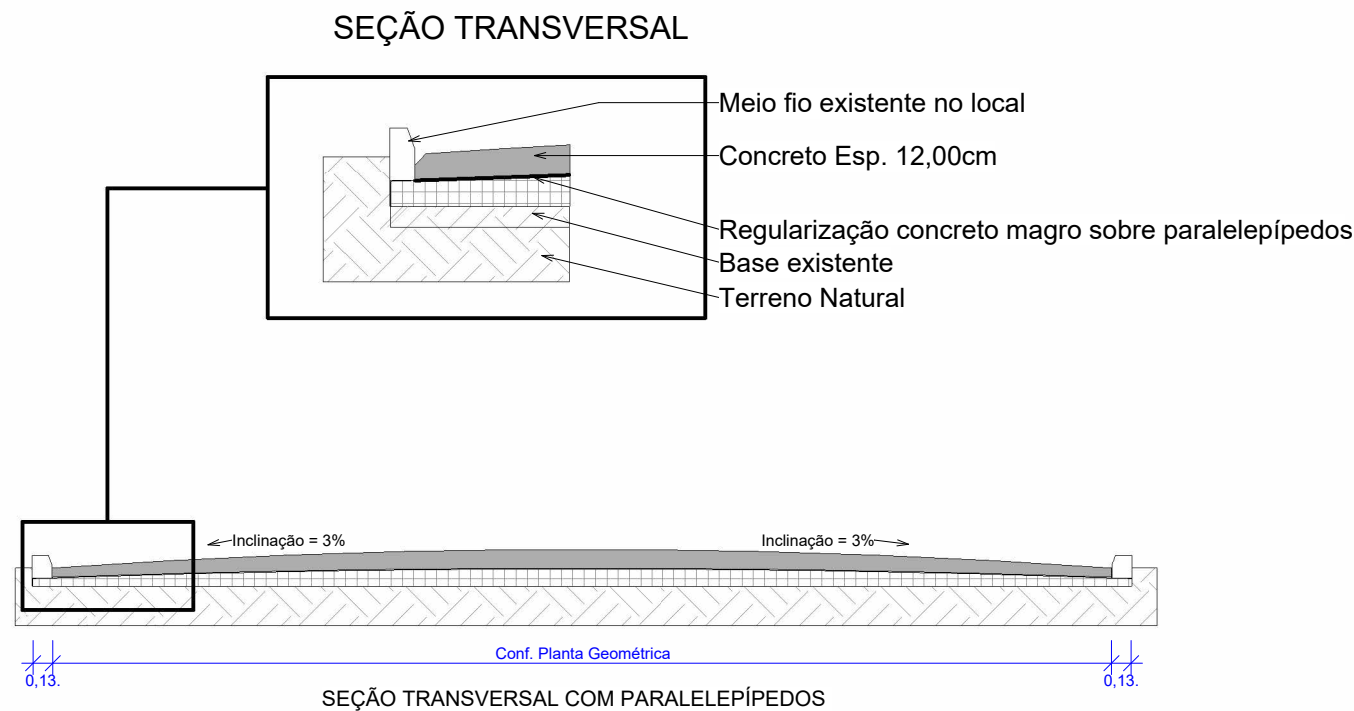 SEÇÃO TRANSVERSAL
Meio fio existente no local
Concreto Esp. 12,00cm
Regularização concreto magro sobre paralelepípedos
Base existente
Terreno Natural
Inclinação = 3%
Inclinação = 3%
Conf. Planta Geométrica
0,13.
0,13.
SEÇÃO TRANSVERSAL COM PARALELEPÍPEDOS